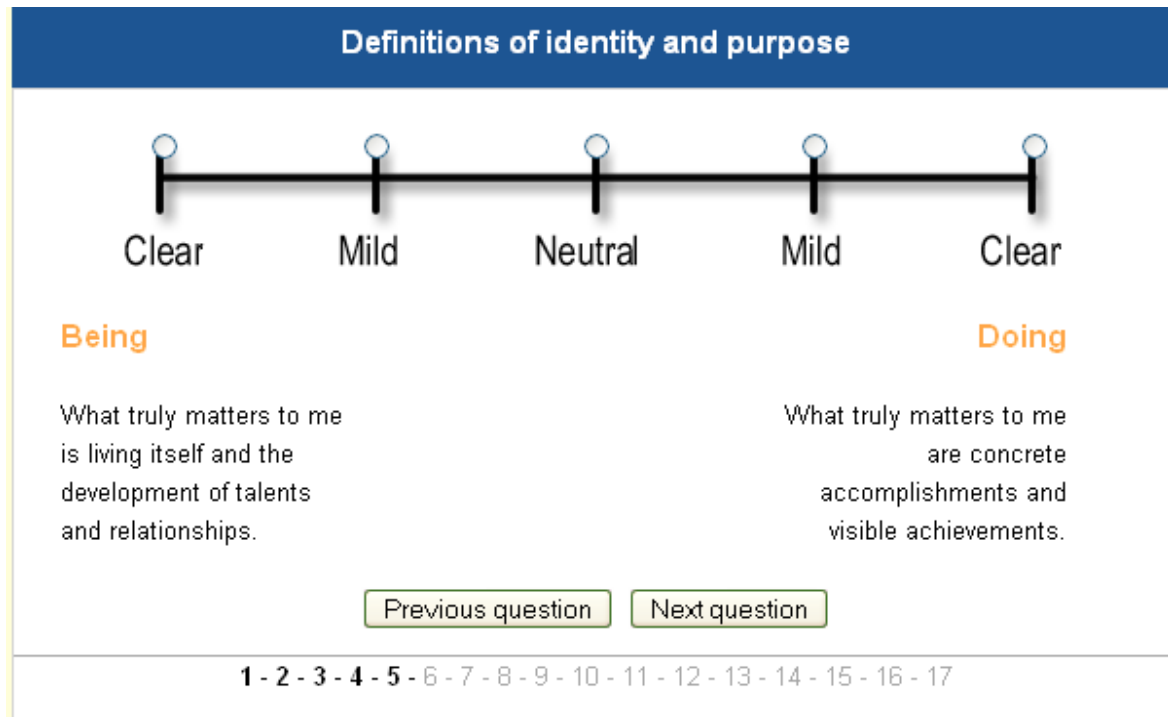 Definitions of identity and purpose
Clear Mild Neutral Mild Clear
Being
Doing
What truly matters to me
is living itself and the
development of talents
and relationships.
What truly matters to me
are concrete
accomplishments and
visible achievements.
Previous question Next question
1 - 2 - 3 - 4 - 5 - 6 - 7 - 8 - 9 - 10 - 11 - 12 - 13 - 14 - 15 - 16 - 17